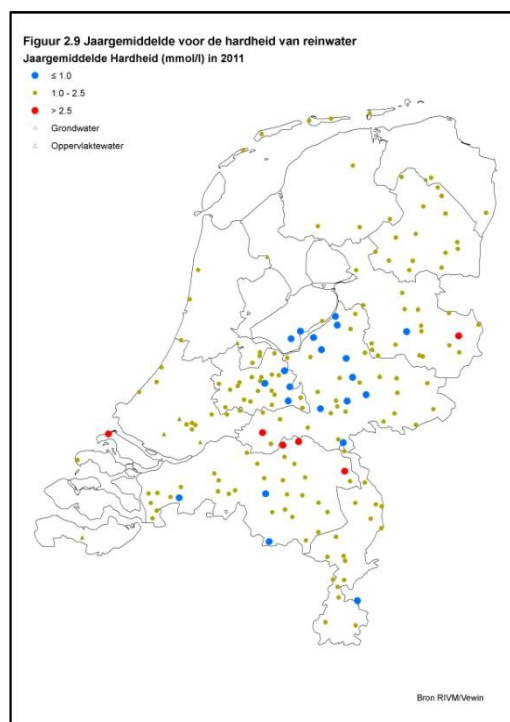 Figuur 2.9 Jaargemiddelde voor de hardheid van reinwater
Jaargemiddelde Hardheid (mmol/l) in 2011
≤ 1.0
1.0 - 2.5
> 2.5
Grondwater
Oppervlaktewater
Bron RIVM/Vewin